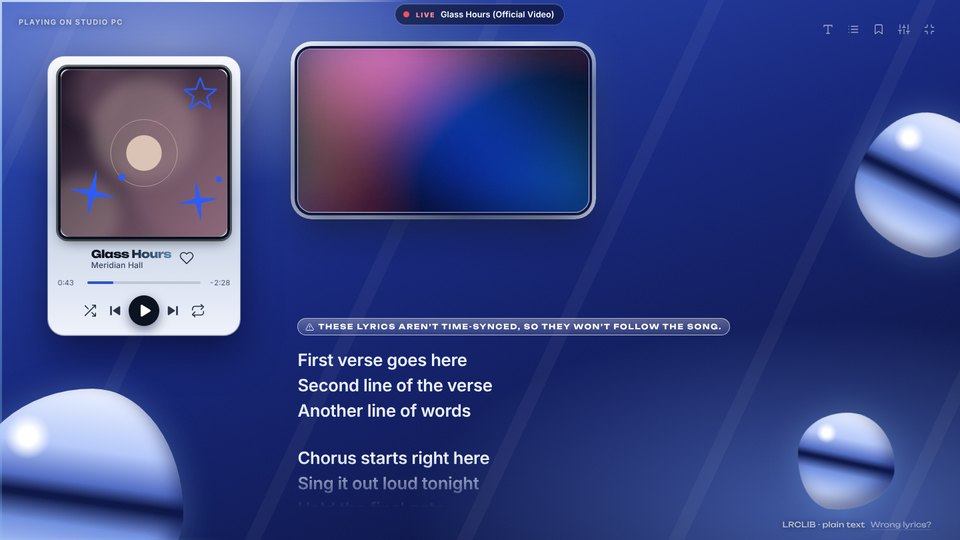 PLAYING ON STUDIO PC
LIVE Glass Hours (Official Video)
Glass Hours
Meridian Hall
0:43
-2:28
THESE LYRICS AREN'T TIME-SYNCED, SO THEY WON'T FOLLOW THE SONG.
First verse goes here
Second line of the verse
Another line of words
Chorus starts right here
Sing it out loud tonight
LRCLIB · plain text Wrong lyrics?